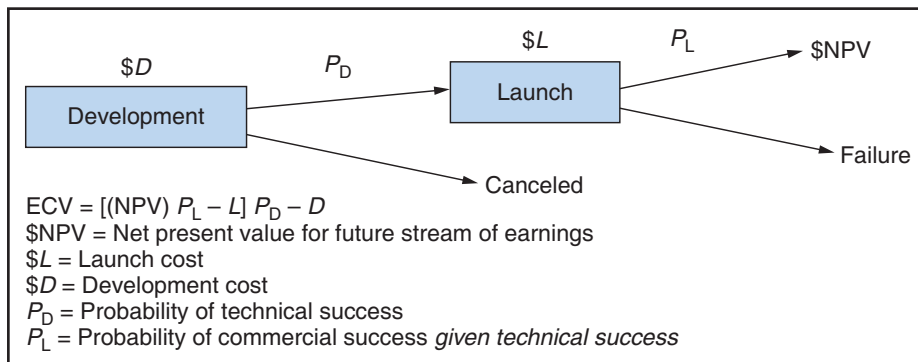 $D
P_D
$L
P_L
$NPV
Development
Launch
Failure
Canceled
ECV = [(NPV) P_L – L] P_D – D
$NPV = Net present value for future stream of earnings
$L = Launch cost
$D = Development cost
P_D = Probability of technical success
P_L = Probability of commercial success given technical success